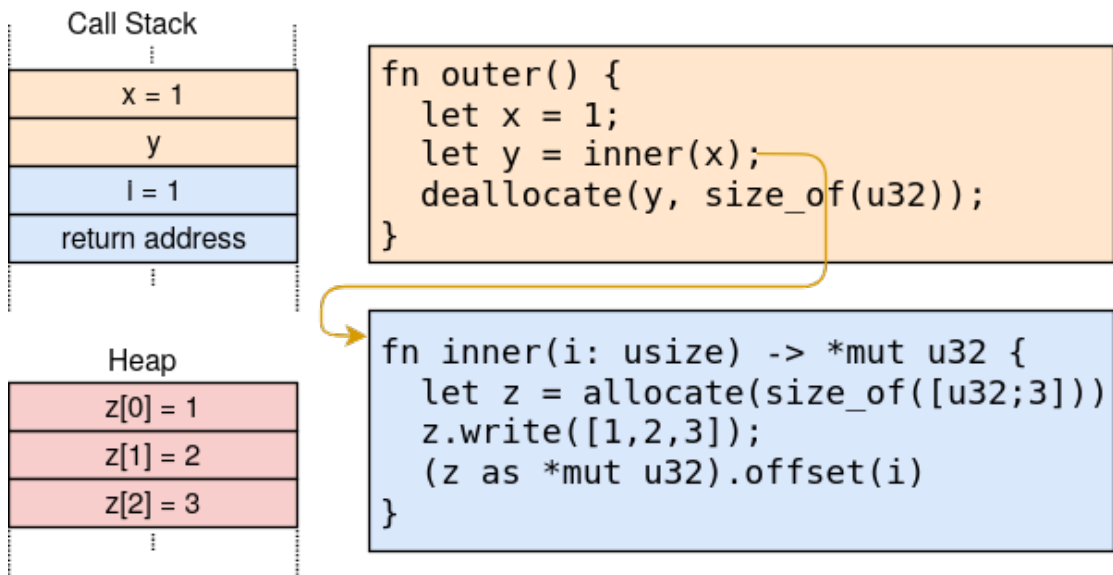 Call Stack
x = 1
y
I = 1
return address
Heap
z[0] = 1
z[1] = 2
z[2] = 3
fn outer() {
let x = 1;
let y = inner(x);
deallocate(y, size_of(u32));
}
fn inner(i: usize) -> *mut u32 {
let z = allocate(size_of([u32;3]))
z.write([1,2,3]);
(z as *mut u32).offset(i)
}